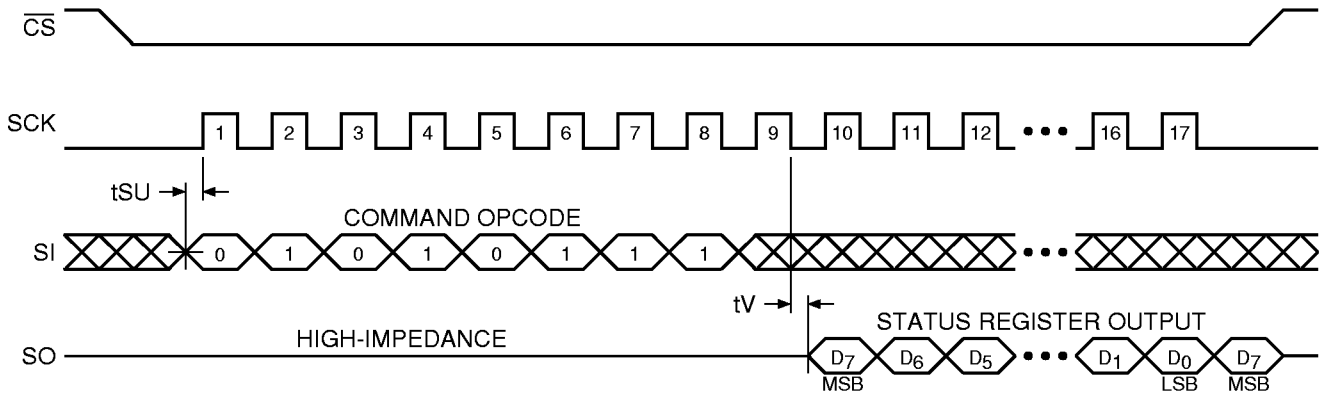 CS
SCK 1 2 3 4 5 6 7 8 9 10 11 12 ••• 16 17
tSU
COMMAND OPCODE
SI 0 1 0 1 0 1 1 1 •••
tV
HIGH-IMPEDANCE STATUS REGISTER OUTPUT
SO D7 D6 D5 ••• D1 D0 D7
MSB LSB MSB